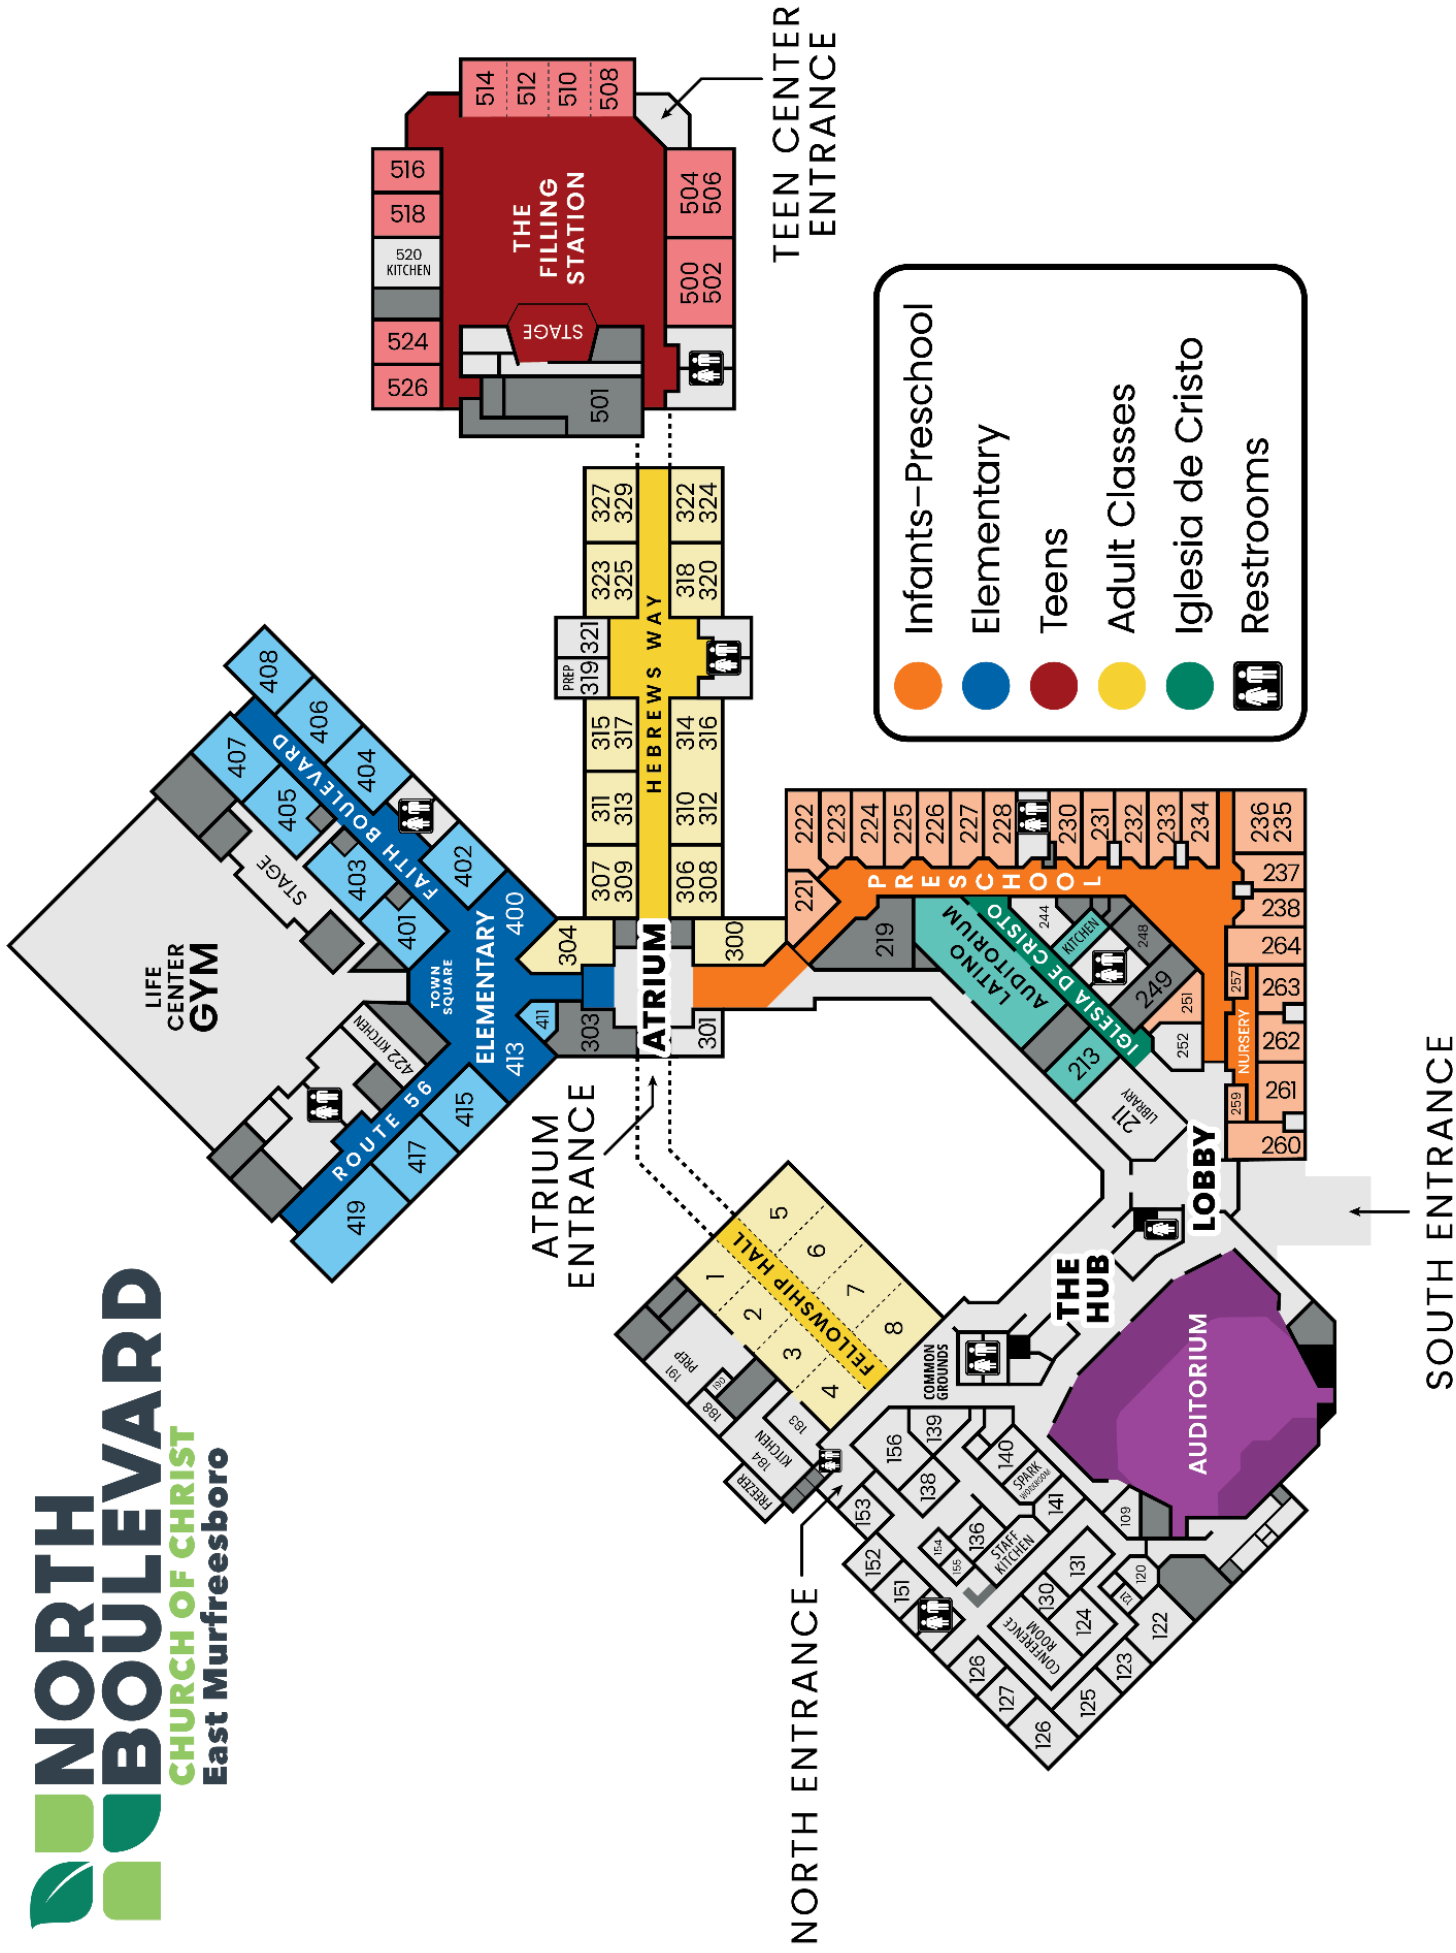 NORTH
BOULEVARD
CHURCH OF CHRIST
East Murfreesboro
LIFE
CENTER
GYM
STAGE
407
405
403
401
408
406
404
402
400
FAITH BOULEVARD
TOWN
SQUARE
ELEMENTARY
422 KITCHEN
ROUTE 56
411
413
415
417
419
304
303
ATRIUM
300
301
ATRIUM
ENTRANCE
HEBREWS WAY
307
309
311
313
315
317
PREP
319
321
323
325
327
329
306
308
310
312
314
316
318
320
322
324
516
518
520
KITCHEN
524
526
514
512
510
508
THE
FILLING
STATION
STAGE
501
504
506
500
502
TEEN CENTER
ENTRANCE
FELLOWSHIP HALL
1
2
3
4
5
6
7
8
191
PREP
190
188
183
184
KITCHEN
FREEZER
NORTH ENTRANCE
COMMON
GROUNDS
THE
HUB
LOBBY
AUDITORIUM
SOUTH ENTRANCE
156
139
138
140
SPARK
WORKROOM
141
153
152
151
154
155
136
STAFF
KITCHEN
109
131
130
124
CONFERENCE
ROOM
120
121
122
123
125
126
127
126
PRESCHOOL
221
222
223
224
225
226
227
228
230
231
232
233
234
236
235
237
238
264
263
262
261
260
257
259
NURSERY
219
LATINO
AUDITORIUM
IGLESIA DE CRISTO
244
KITCHEN
248
249
251
252
213
211
LIBRARY
Infants–Preschool
Elementary
Teens
Adult Classes
Iglesia de Cristo
Restrooms